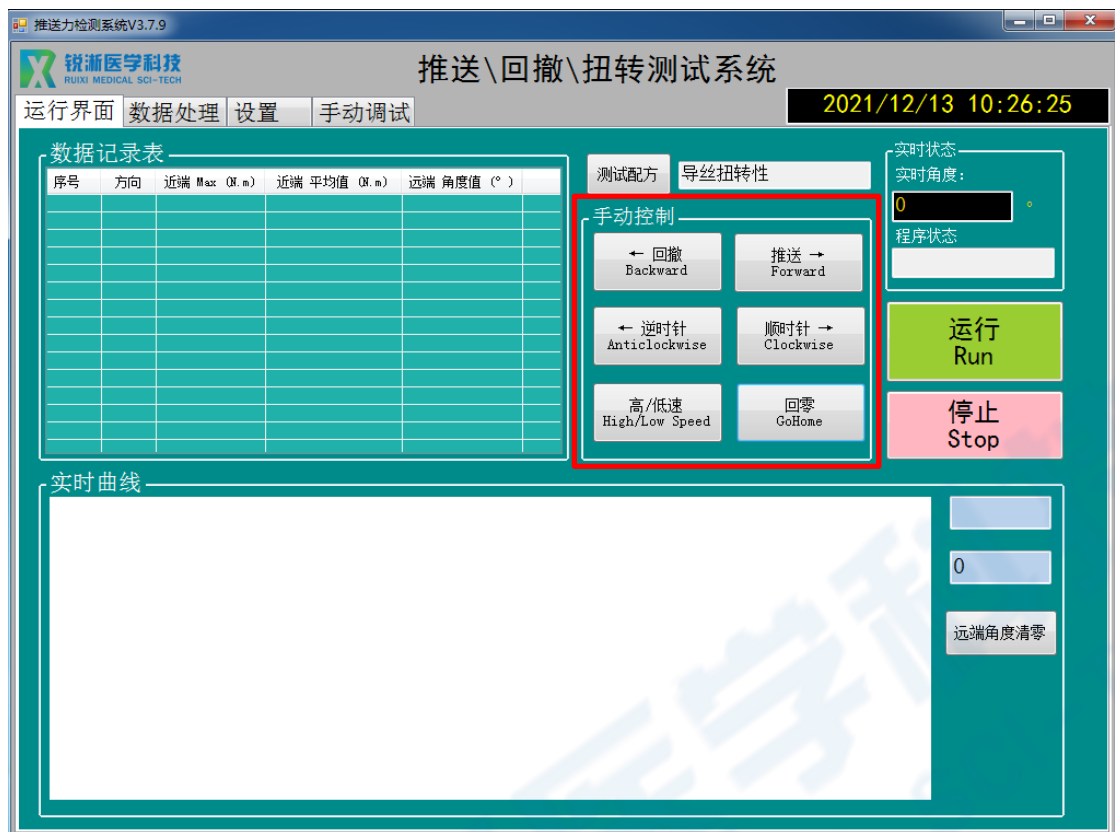 推送力检测系统V3.7.9
锐淅医学科技
RUIXI MEDICAL SCI-TECH
推送\回撤\扭转测试系统
运行界面 数据处理 设置 手动调试
2021/12/13 10:26:25
数据记录表
序号 方向 近端 Max (N.m) 近端 平均值 (N.m) 远端 角度值 (°)
测试配方 导丝扭转性
手动控制
← 回撤
Backward
推送 →
Forward
← 逆时针
Anticlockwise
顺时针 →
Clockwise
高/低速
High/Low Speed
回零
GoHome
实时状态
实时角度:
0 °
程序状态
运行
Run
停止
Stop
实时曲线
0
远端角度清零